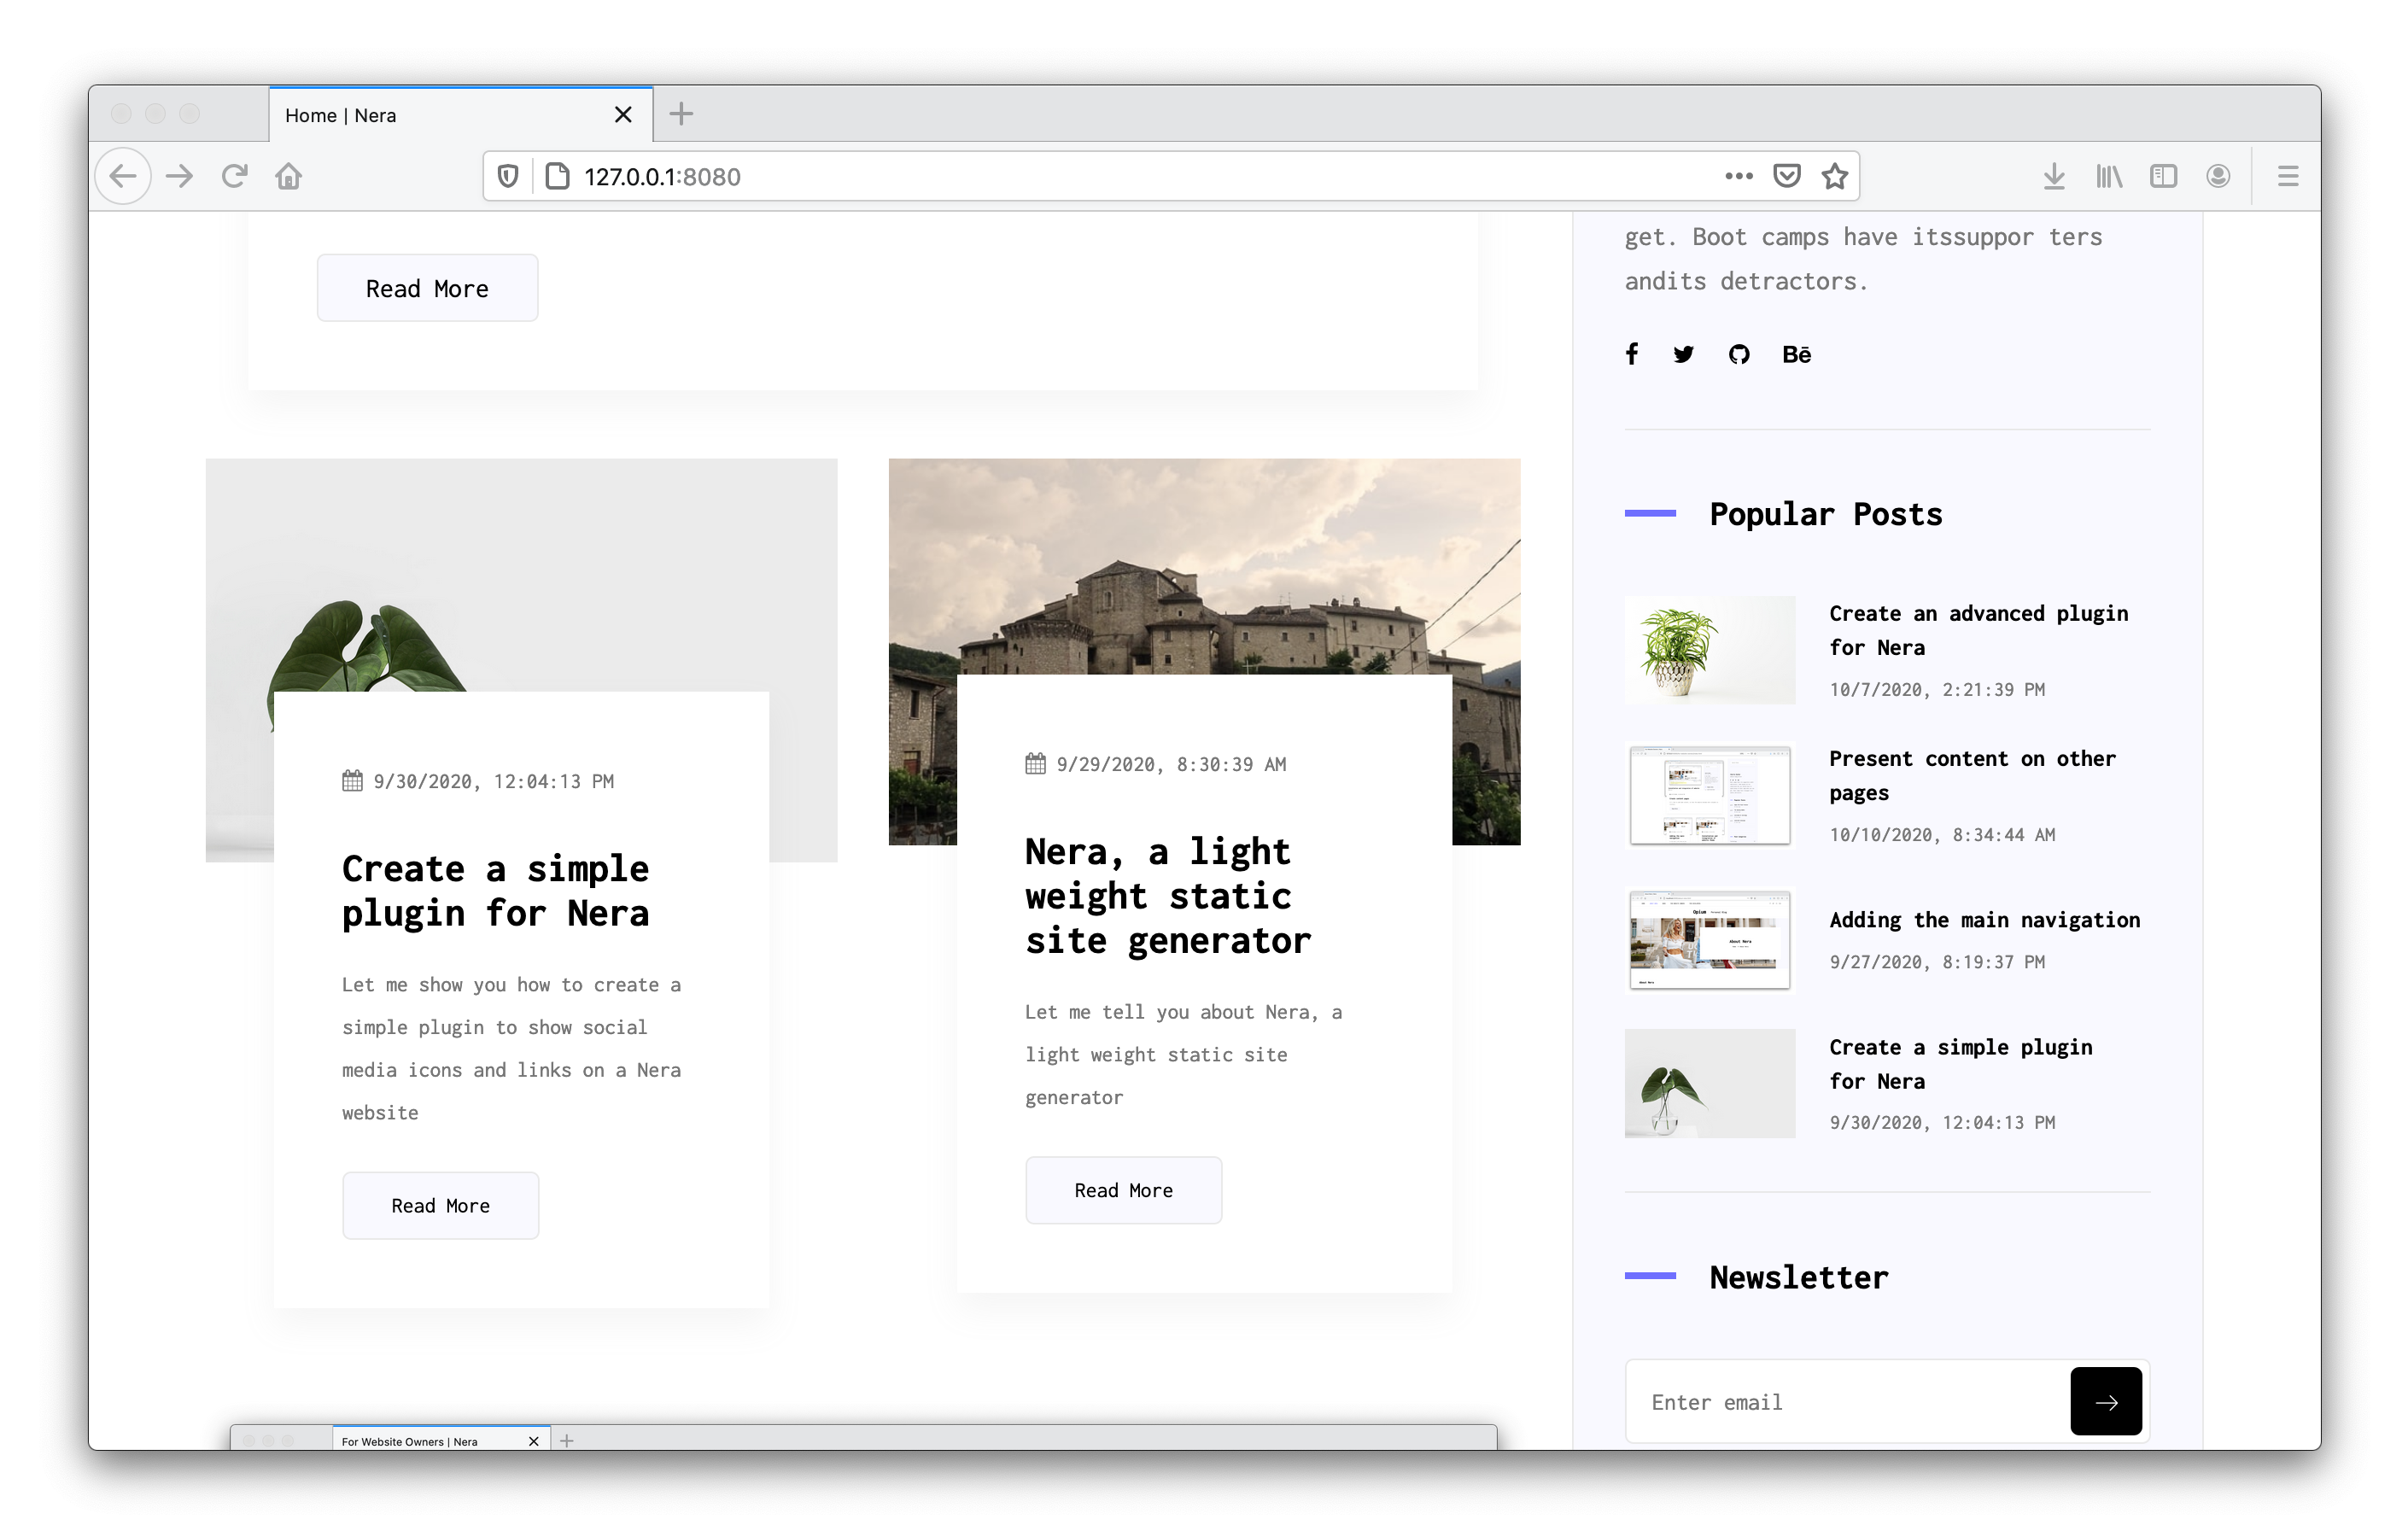 Home | Nera
127.0.0.1:8080
Read More
9/30/2020, 12:04:13 PM
Create a simple
plugin for Nera
Let me show you how to create a
simple plugin to show social
media icons and links on a Nera
website
Read More
9/29/2020, 8:30:39 AM
Nera, a light
weight static
site generator
Let me tell you about Nera, a
light weight static site
generator
Read More
For Website Owners | Nera
get. Boot camps have itssuppor ters
andits detractors.
Bē
Popular Posts
Create an advanced plugin
for Nera
10/7/2020, 2:21:39 PM
Present content on other
pages
10/10/2020, 8:34:44 AM
Opium
About Nera
About Nera
Adding the main navigation
9/27/2020, 8:19:37 PM
Create a simple plugin
for Nera
9/30/2020, 12:04:13 PM
Newsletter
Enter email